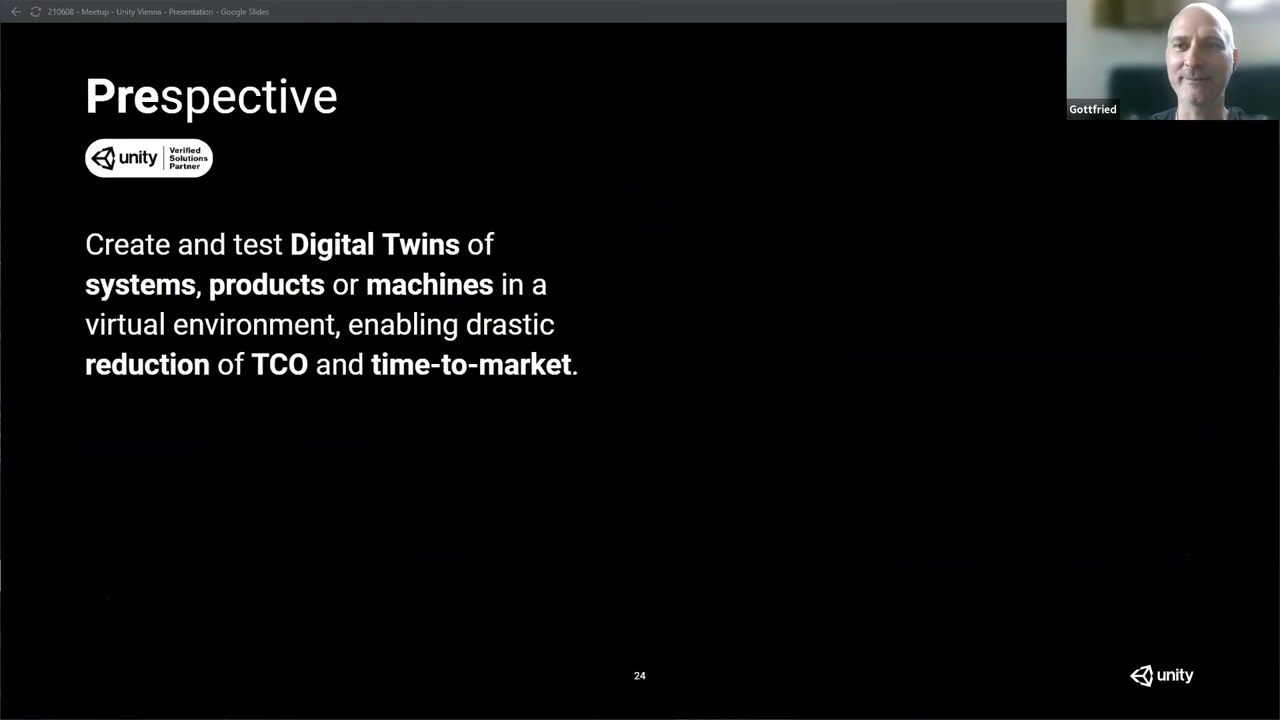 210608 - Meetup - Unity Vienna - Presentation - Google Slides
Gottfried
Prespective
unity
Verified
Solutions
Partner
Create and test Digital Twins of
systems, products or machines in a
virtual environment, enabling drastic
reduction of TCO and time-to-market.
24
unity